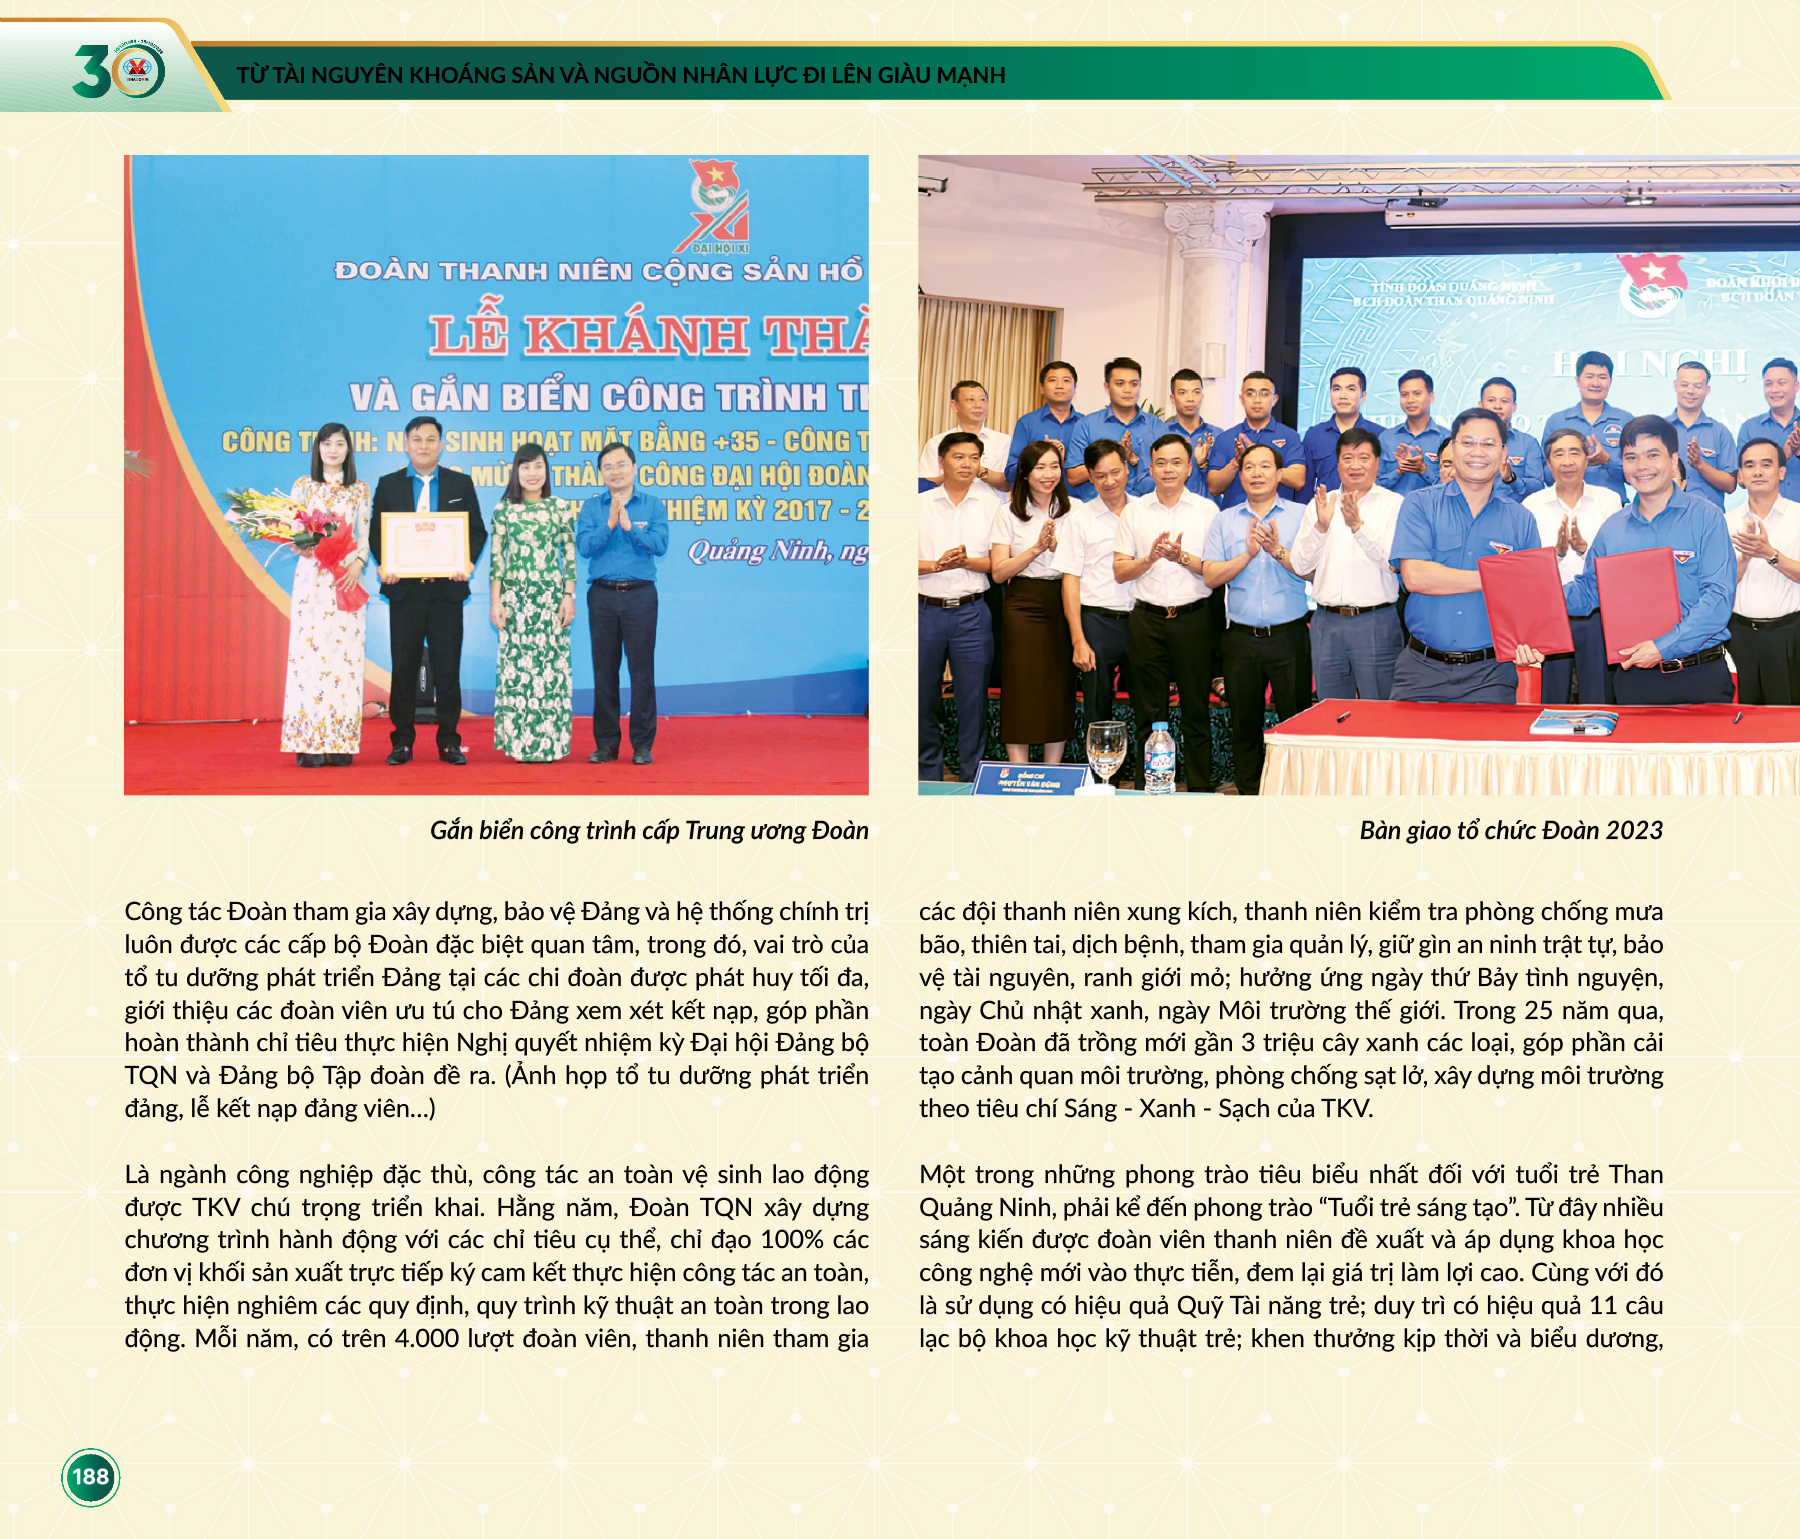 TỪ TÀI NGUYÊN KHOÁNG SẢN VÀ NGUỒN NHÂN LỰC ĐI LÊN GIÀU MẠNH
ĐẠI HỘI XI
ĐOÀN THANH NIÊN CỘNG SẢN HỒ
LỄ KHÁNH THÀ
VÀ GẮN BIỂN CÔNG TRÌNH TH
CÔNG T H: N SINH HOẠT MẶT BẰNG +35 - CÔNG T
MỪ THÀN CÔNG ĐẠI HỘI ĐOÀN
NHIỆM KỲ 2017 - 2
Quảng Ninh, ng
TỈNH ĐOÀN QUẢNG NINH
BCH ĐOÀN THAN QUẢNG NINH
HỘI NGHỊ
ĐỒNG CHÍ
NGUYỄN VĂN DŨNG
Gắn biển công trình cấp Trung ương Đoàn
Bàn giao tổ chức Đoàn 2023
Công tác Đoàn tham gia xây dựng, bảo vệ Đảng và hệ thống chính trị
luôn được các cấp bộ Đoàn đặc biệt quan tâm, trong đó, vai trò của
tổ tu dưỡng phát triển Đảng tại các chi đoàn được phát huy tối đa,
giới thiệu các đoàn viên ưu tú cho Đảng xem xét kết nạp, góp phần
hoàn thành chỉ tiêu thực hiện Nghị quyết nhiệm kỳ Đại hội Đảng bộ
TQN và Đảng bộ Tập đoàn đề ra. (Ảnh họp tổ tu dưỡng phát triển
đảng, lễ kết nạp đảng viên...)
Là ngành công nghiệp đặc thù, công tác an toàn vệ sinh lao động
được TKV chú trọng triển khai. Hằng năm, Đoàn TQN xây dựng
chương trình hành động với các chỉ tiêu cụ thể, chỉ đạo 100% các
đơn vị khối sản xuất trực tiếp ký cam kết thực hiện công tác an toàn,
thực hiện nghiêm các quy định, quy trình kỹ thuật an toàn trong lao
động. Mỗi năm, có trên 4.000 lượt đoàn viên, thanh niên tham gia
các đội thanh niên xung kích, thanh niên kiểm tra phòng chống mưa
bão, thiên tai, dịch bệnh, tham gia quản lý, giữ gìn an ninh trật tự, bảo
vệ tài nguyên, ranh giới mỏ; hưởng ứng ngày thứ Bảy tình nguyện,
ngày Chủ nhật xanh, ngày Môi trường thế giới. Trong 25 năm qua,
toàn Đoàn đã trồng mới gần 3 triệu cây xanh các loại, góp phần cải
tạo cảnh quan môi trường, phòng chống sạt lở, xây dựng môi trường
theo tiêu chí Sáng - Xanh - Sạch của TKV.
Một trong những phong trào tiêu biểu nhất đối với tuổi trẻ Than
Quảng Ninh, phải kể đến phong trào “Tuổi trẻ sáng tạo”. Từ đây nhiều
sáng kiến được đoàn viên thanh niên đề xuất và áp dụng khoa học
công nghệ mới vào thực tiễn, đem lại giá trị làm lợi cao. Cùng với đó
là sử dụng có hiệu quả Quỹ Tài năng trẻ; duy trì có hiệu quả 11 câu
lạc bộ khoa học kỹ thuật trẻ; khen thưởng kịp thời và biểu dương,
188